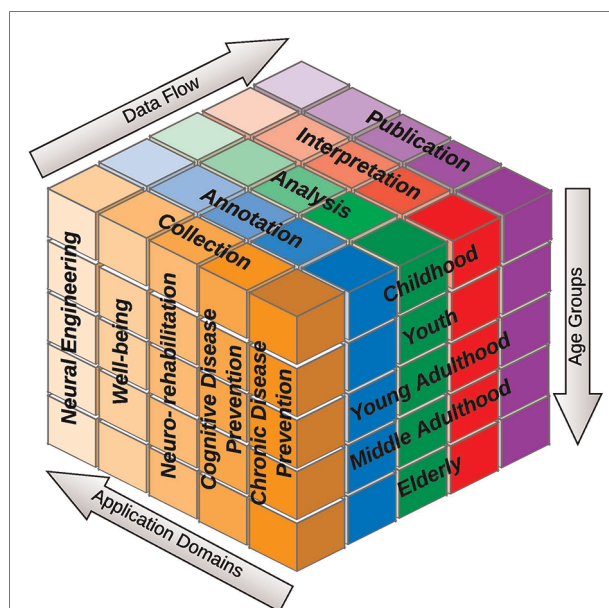 Data Flow
Publication
Interpretation
Analysis
Annotation
Collection
Neural Engineering
Well-being
Neuro- rehabilitation
Cognitive Disease
Prevention
Chronic Disease
Prevention
Childhood
Youth
Young Adulthood
Middle Adulthood
Elderly
Age Groups
Application Domains